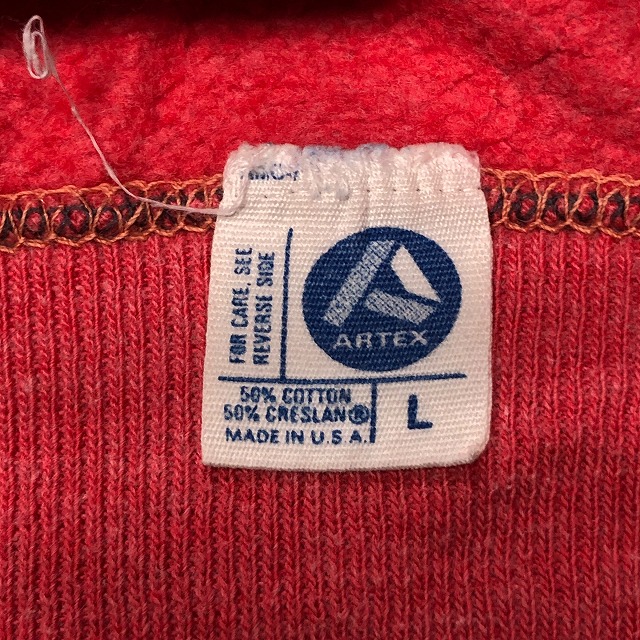 FOR CARE, SEE
REVERSE SIDE
ARTEX
50% COTTON
50% CRESLAN®
MADE IN U.S.A.
L